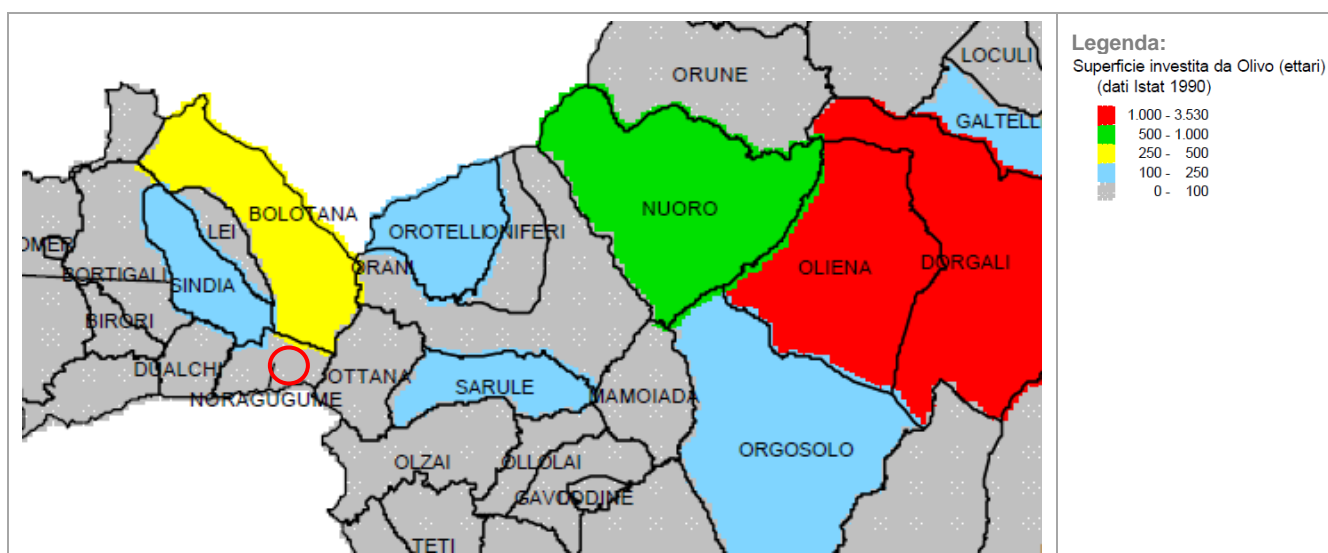 ORUNE
LOCULI
GALTELL
BOLOTANA
NUORO
LEI
OROTELLI
ONIFERI
OMER
ORANI
OLIENA
DORGALI
BORTIGALI
SINDIA
BIRORI
DUALCHI
OTTANA
SARULE
MAMOIADA
NORAGUGUME
ORGOSOLO
OLZAI
OLLOLAI
GAVO
ODDINE
TETI
Legenda:
Superficie investita da Olivo (ettari)
(dati Istat 1990)
1.000 - 3.530
500 - 1.000
250 - 500
100 - 250
0 - 100